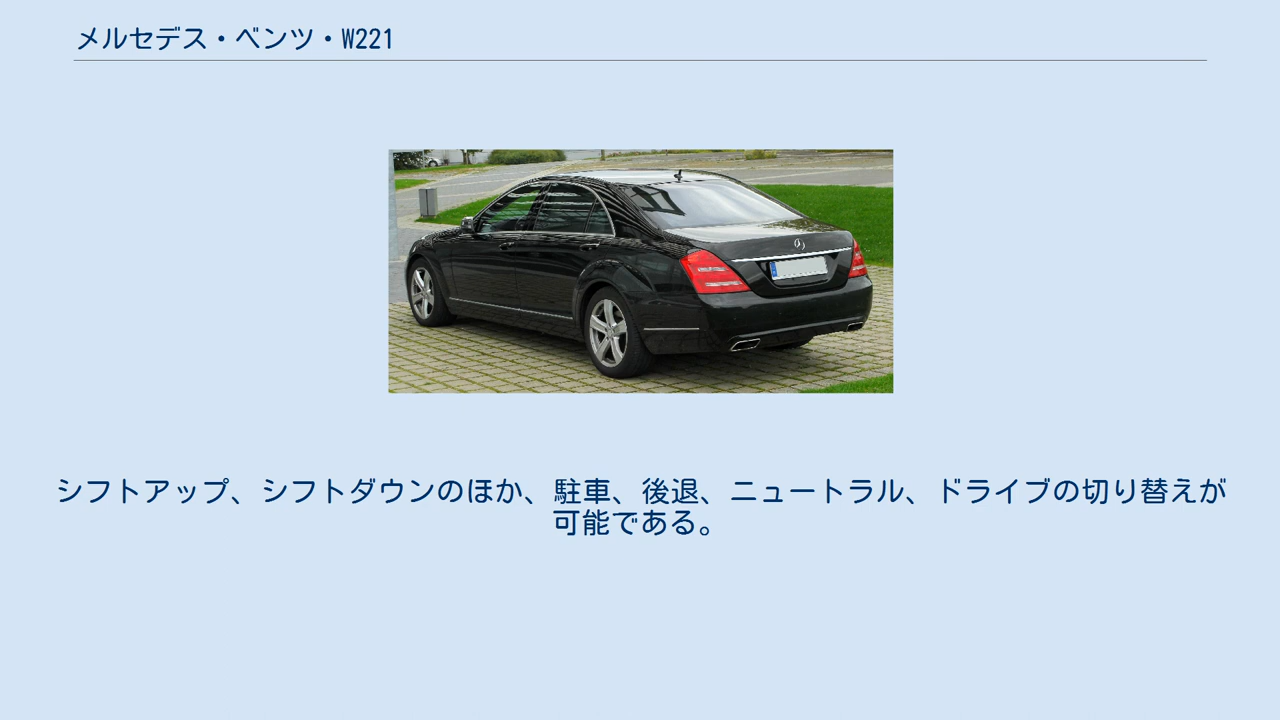 メルセデス・ベンツ・W221
シフトアップ、シフトダウンのほか、駐車、後退、ニュートラル、ドライブの切り替えが
可能である。